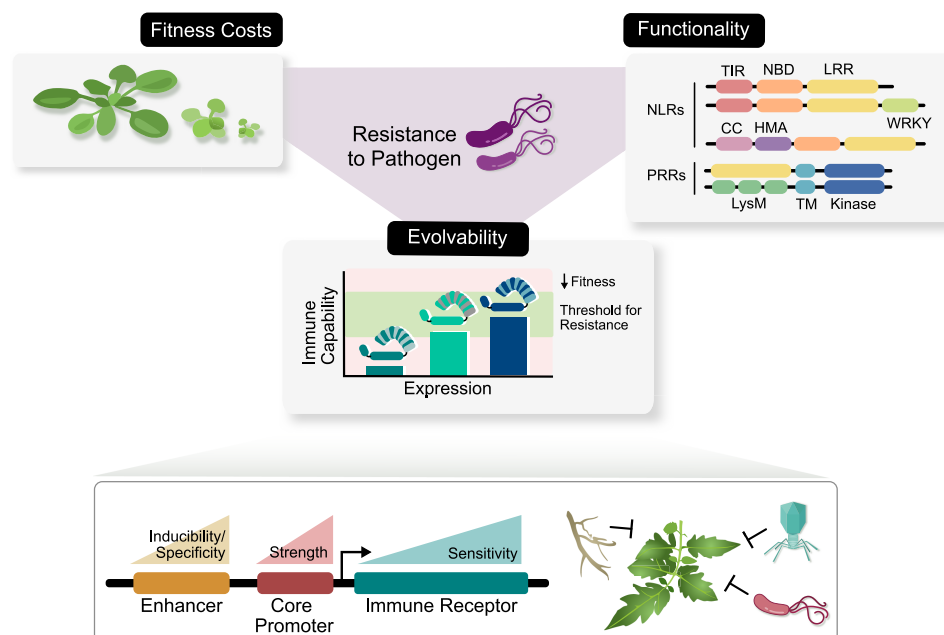 Fitness Costs
Functionality
Resistance
to Pathogen
TIR NBD LRR
NLRs
WRKY
CC HMA
PRRs
LysM TM Kinase
Evolvability
Immune
Capability
Expression
↓ Fitness
Threshold for
Resistance
Inducibility/
Specificity
Strength
Sensitivity
Enhancer
Core
Promoter
Immune Receptor